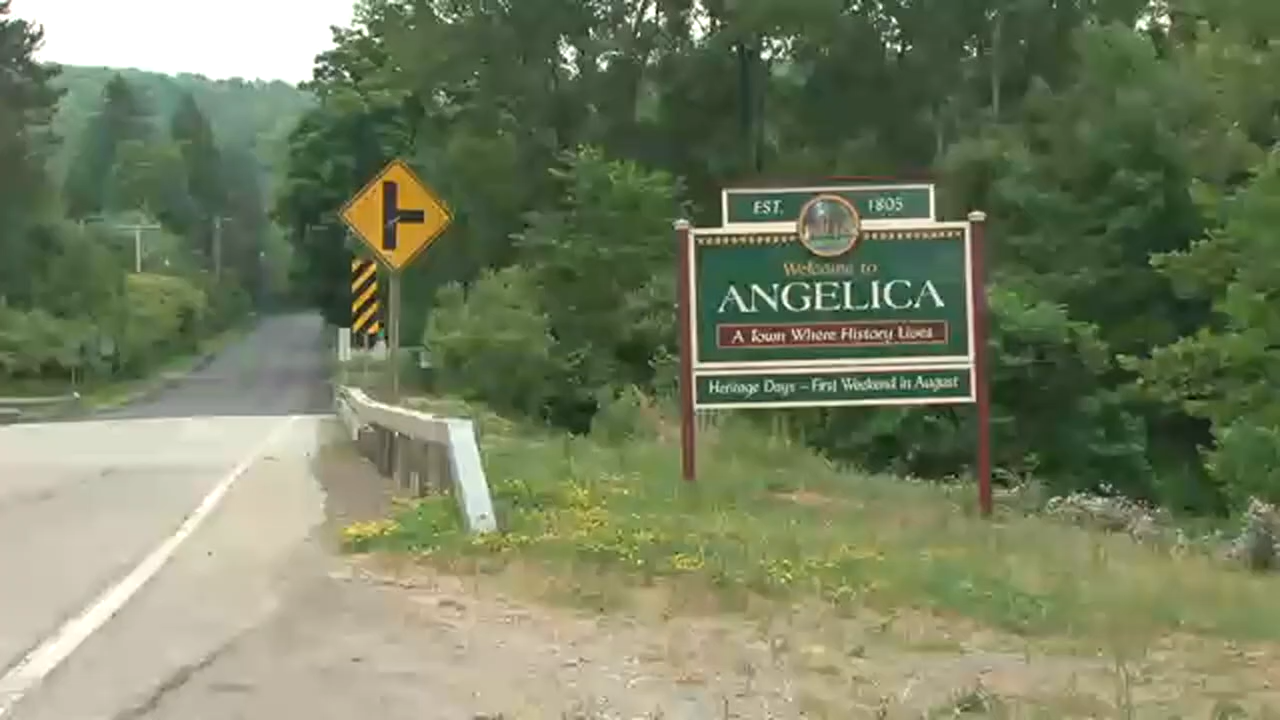 EST. 1805
Welcome to
ANGELICA
A Town Where History Lives
Heritage Days – First Weekend in August